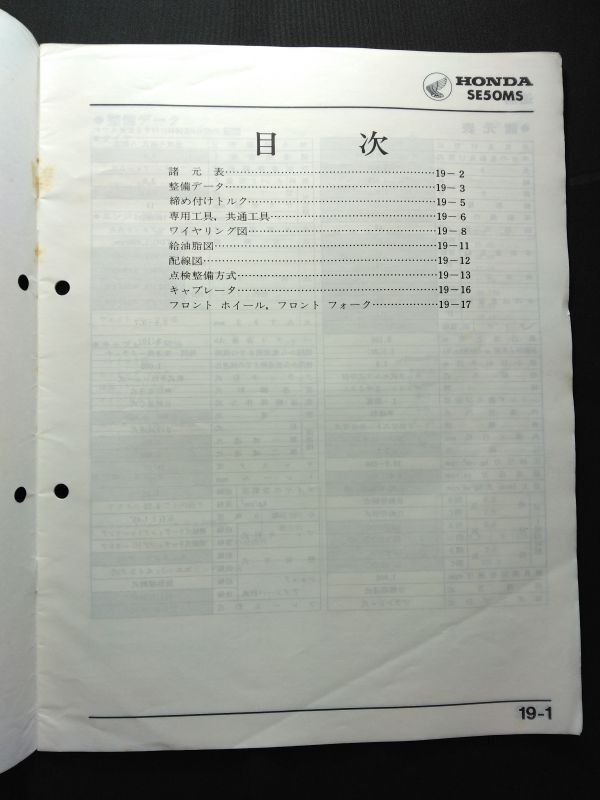 HONDA
SE50MS
目 次
諸 元 表……………………………………19－2
整備データ……………………………………19－3
締め付けトルク……………………………………19－5
専用工具，共通工具……………………………………19－6
ワイヤリング図……………………………………19－8
給油脂図……………………………………19－11
配線図……………………………………19－12
点検整備方式……………………………………19－13
キャブレータ……………………………………19－16
フロント ホイール，フロント フォーク………………19－17
19-1